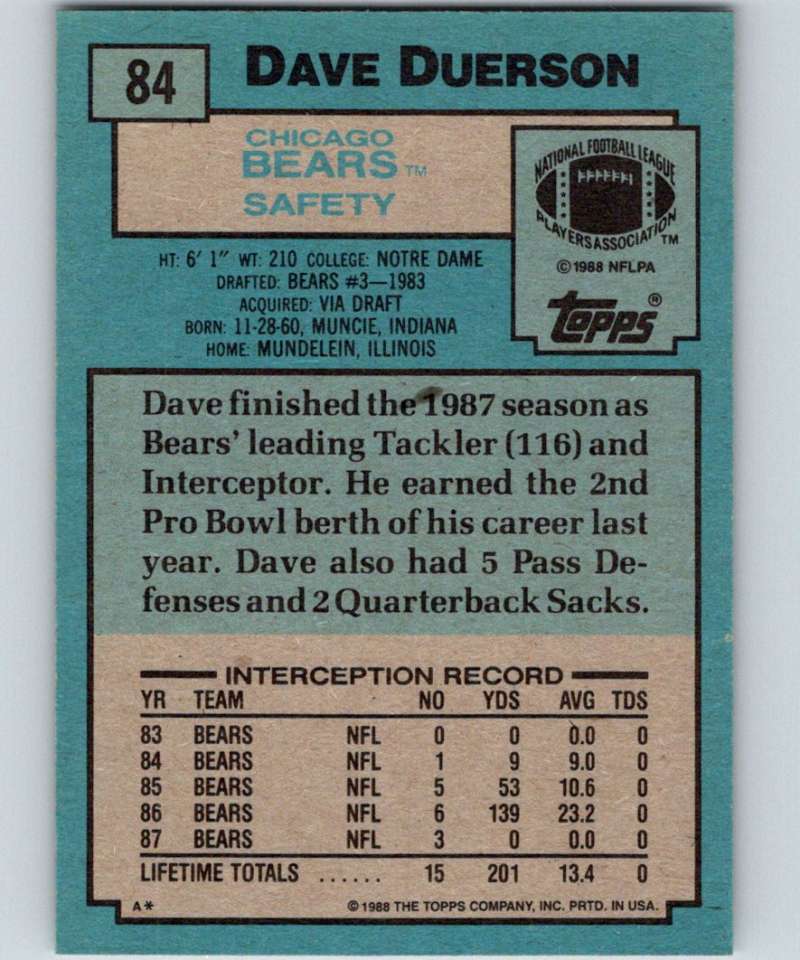 84
DAVE DUERSON
CHICAGO
BEARS™
SAFETY
NATIONAL FOOTBALL LEAGUE
PLAYERS ASSOCIATION™
©1988 NFLPA
Topps®
HT: 6' 1" WT: 210 COLLEGE: NOTRE DAME
DRAFTED: BEARS #3—1983
ACQUIRED: VIA DRAFT
BORN: 11-28-60, MUNCIE, INDIANA
HOME: MUNDELEIN, ILLINOIS
Dave finished the 1987 season as
Bears' leading Tackler (116) and
Interceptor. He earned the 2nd
Pro Bowl berth of his career last
year. Dave also had 5 Pass De-
fenses and 2 Quarterback Sacks.
INTERCEPTION RECORD
YR TEAM NO YDS AVG TDS
83 BEARS NFL 0 0 0.0 0
84 BEARS NFL 1 9 9.0 0
85 BEARS NFL 5 53 10.6 0
86 BEARS NFL 6 139 23.2 0
87 BEARS NFL 3 0 0.0 0
LIFETIME TOTALS ...... 15 201 13.4 0
A* ©1988 THE TOPPS COMPANY, INC. PRTD. IN USA.